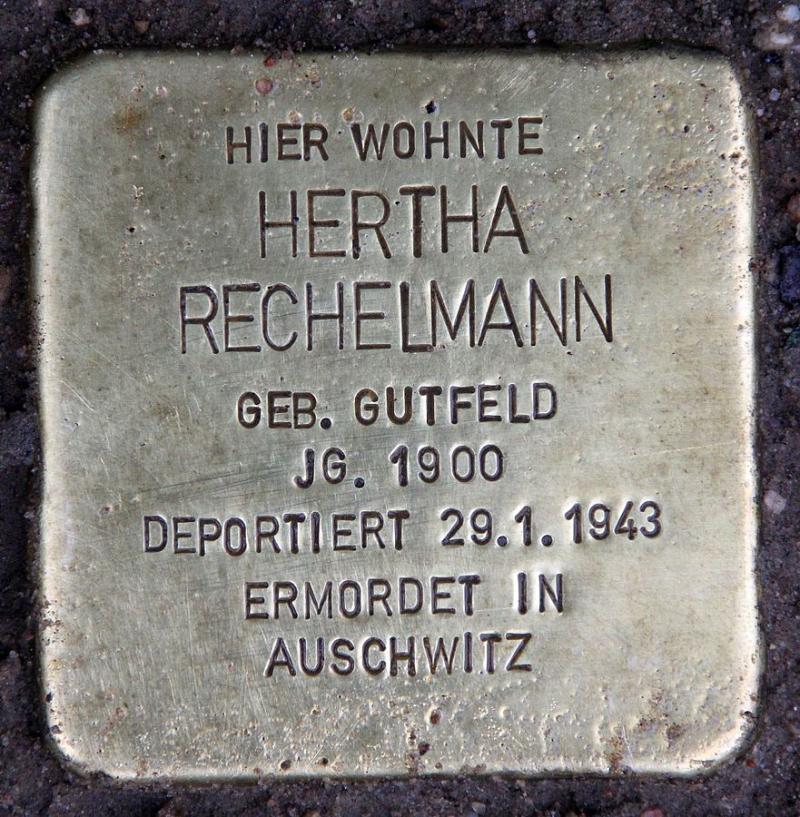 HIER WOHNTE
HERTHA
RECHELMANN
GEB. GUTFELD
JG. 1900
DEPORTIERT 29.1.1943
ERMORDET IN
AUSCHWITZ